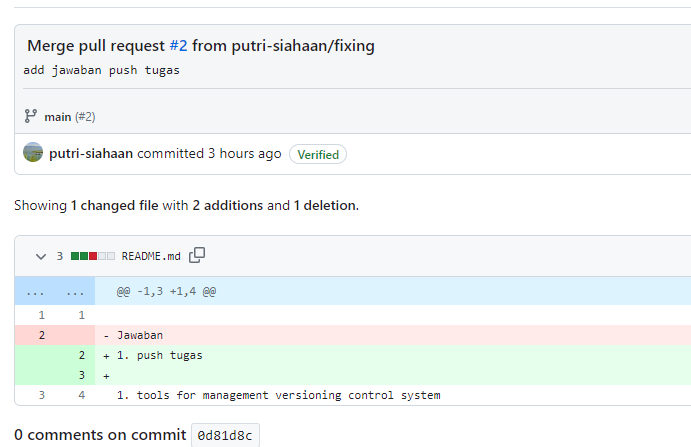 Merge pull request #2 from putri-siahaan/fixing
add jawaban push tugas
main (#2)
putri-siahaan committed 3 hours ago Verified
Showing 1 changed file with 2 additions and 1 deletion.
3 README.md
... ... @@ -1,3 +1,4 @@
1 1
2 - Jawaban
2 + 1. push tugas
3 +
3 4 1. tools for management versioning control system
0 comments on commit 0d81d8c